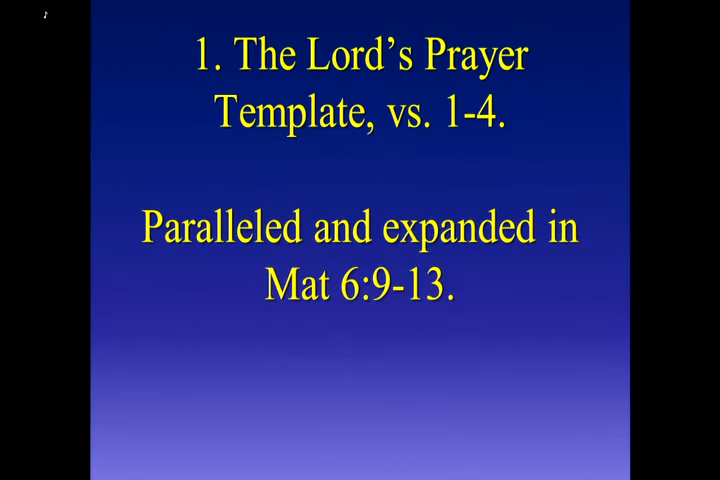 ♪
1. The Lord’s Prayer
Template, vs. 1-4.
Paralleled and expanded in
Mat 6:9-13.